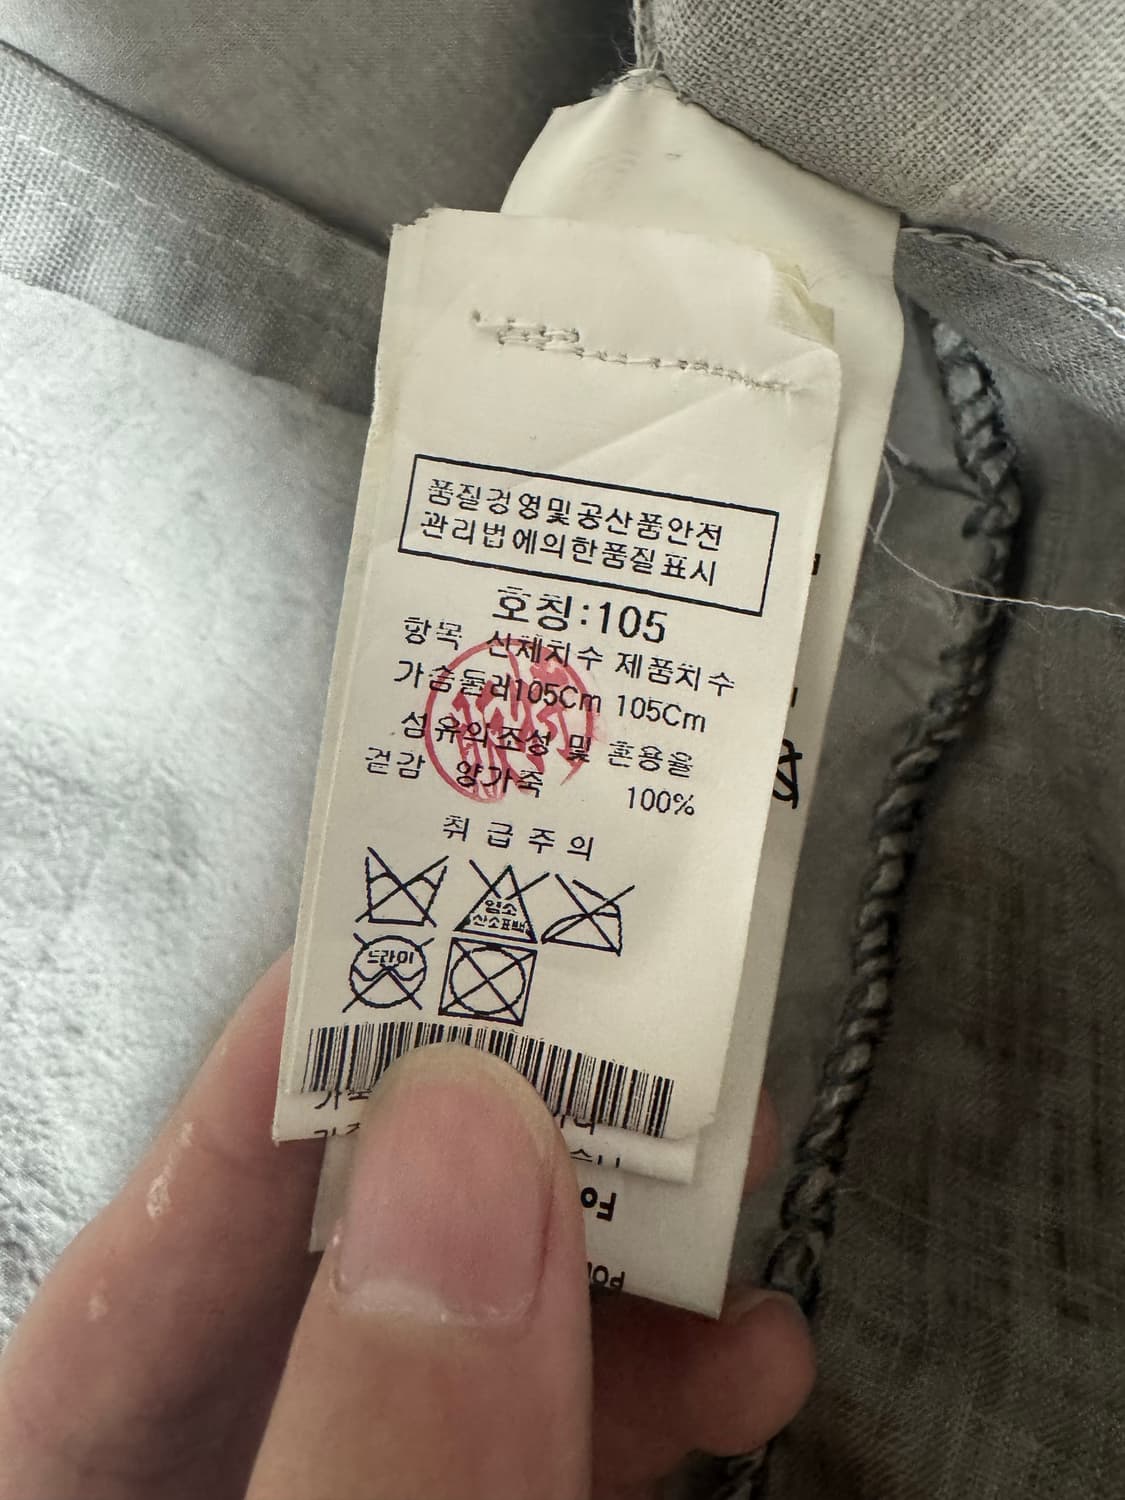 품질경영및공산품안전
관리법에의한품질표시
호칭:105
항목 신체치수 제품치수
가슴둘레105Cm 105Cm
섬유의조성 및 혼용율
겉감 양가죽 100%
취급주의
염소
산소표백
드라이